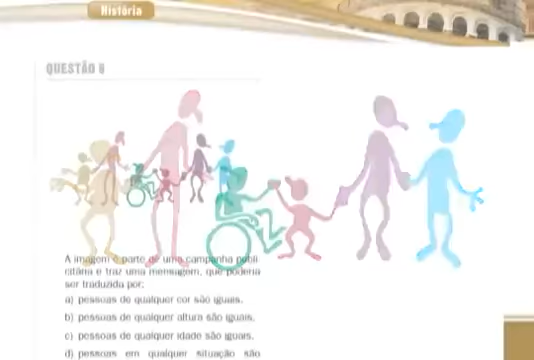 História
QUESTÃO 8
A imagem é parte de uma campanha publi
citária e traz uma mensagem, que poderia
ser traduzida por:
a) pessoas de qualquer cor são iguais.
b) pessoas de qualquer altura são iguais.
c) pessoas de qualquer idade são iguais.
d) pessoas em qualquer situação são